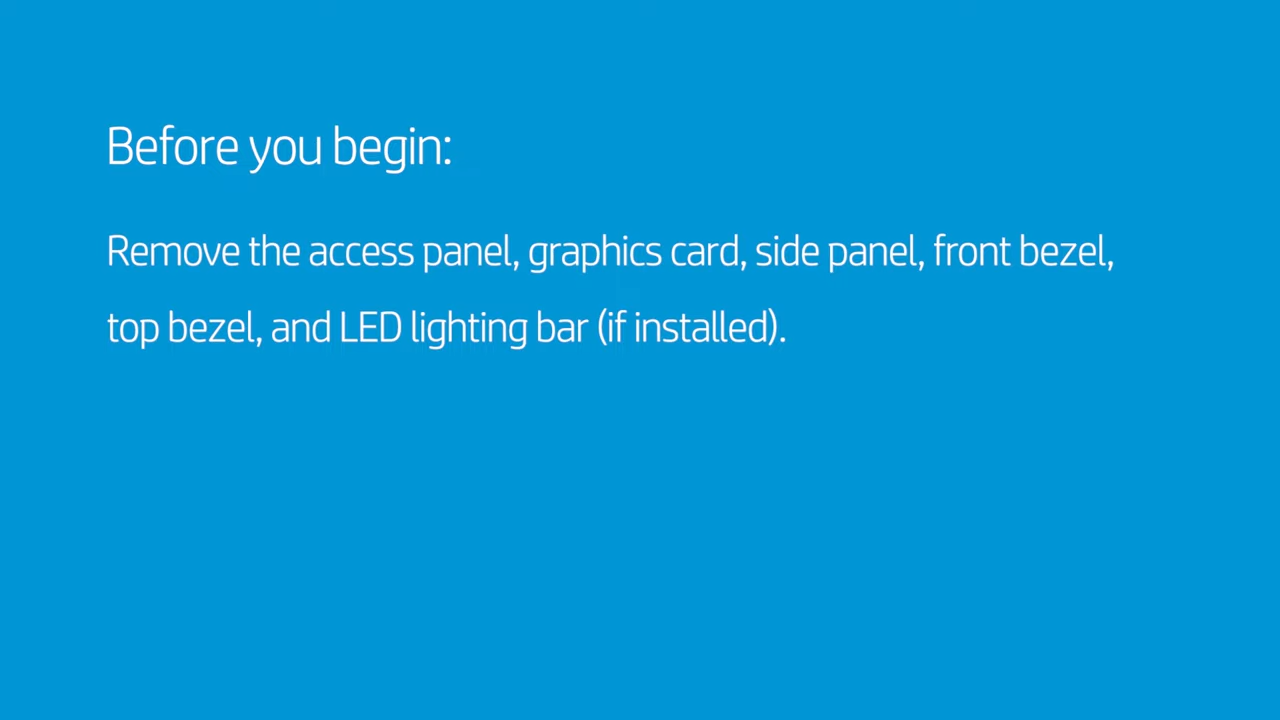 Before you begin:
Remove the access panel, graphics card, side panel, front bezel,
top bezel, and LED lighting bar (if installed).